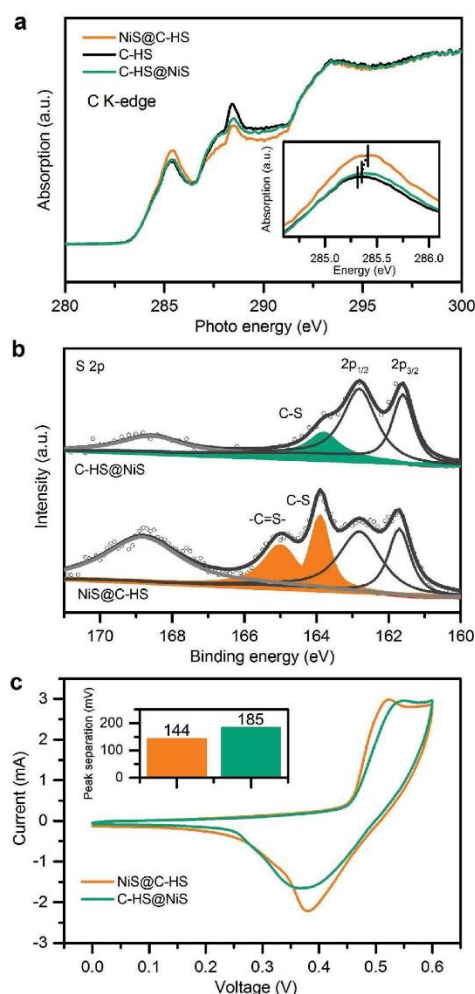 a
NiS@C-HS
C-HS
C-HS@NiS
C K-edge
Absorption (a.u.)
Absorption (a.u.)
285.0 285.5 286.0
Energy (eV)
280 285 290 295 300
Photo energy (eV)
b
S 2p
2p1/2 2p3/2
C-S
C-HS@NiS
C-S
-C=S-
NiS@C-HS
Intensity (a.u.)
170 168 166 164 162 160
Binding energy (eV)
c
Peak separation (mV)
200
100
0
144 185
Current (mA)
3
2
1
0
-1
-2
-3
NiS@C-HS
C-HS@NiS
0.0 0.1 0.2 0.3 0.4 0.5 0.6
Voltage (V)